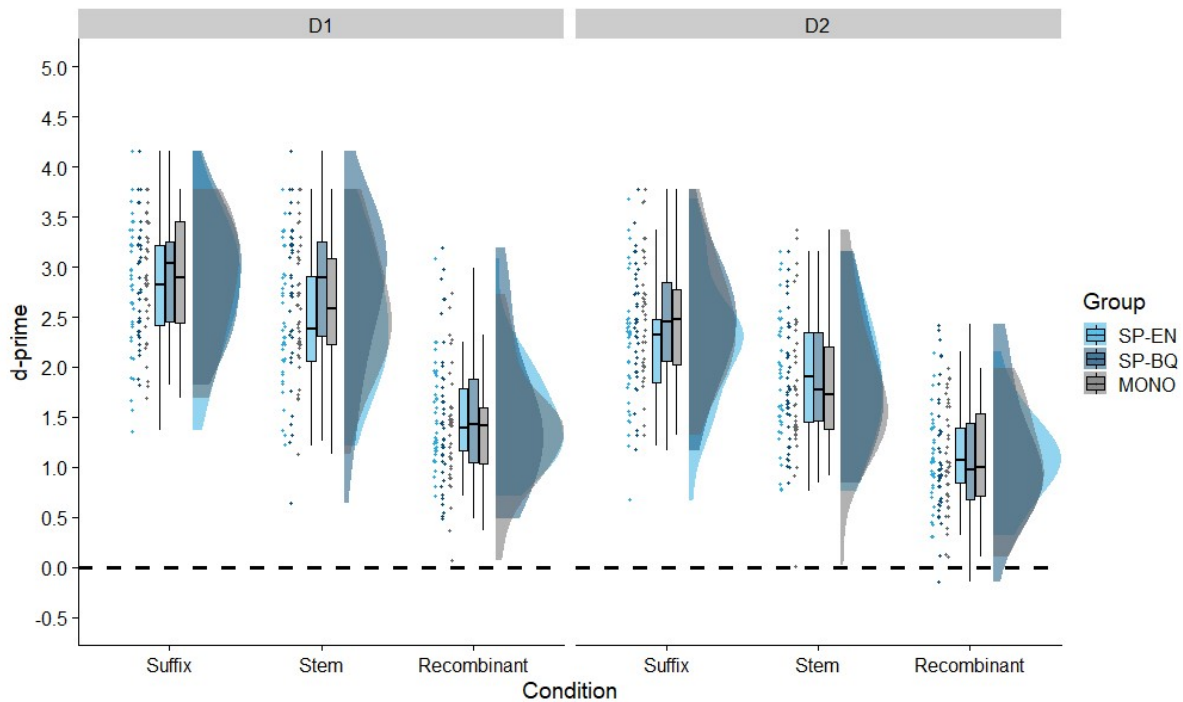 D1
D2
5.0
4.5
4.0
3.5
3.0
2.5
2.0
1.5
1.0
0.5
0.0
-0.5
d-prime
Suffix
Stem
Recombinant
Suffix
Stem
Recombinant
Condition
Group
SP-EN
SP-BQ
MONO